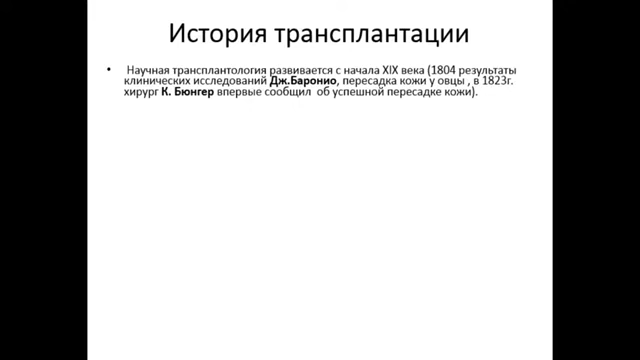 История трансплантации
• Научная трансплантология развивается с начала XIX века (1804 результаты
клинических исследований Дж.Баронио, пересадка кожи у овцы , в 1823г.
хирург К. Бюнгер впервые сообщил об успешной пересадке кожи).